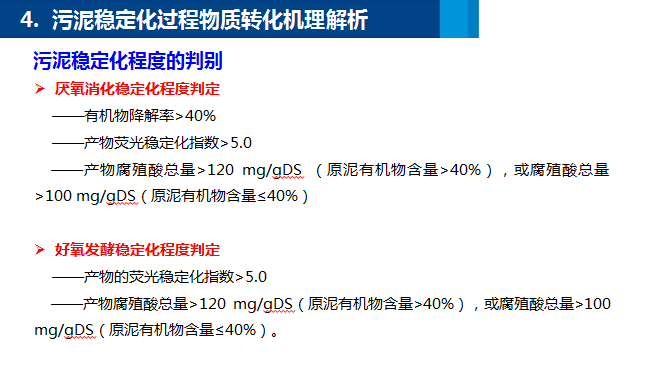 4. 污泥稳定化过程物质转化机理解析
污泥稳定化程度的判别
➢ 厌氧消化稳定化程度判定
——有机物降解率>40%
——产物荧光稳定化指数>5.0
——产物腐殖酸总量>120 mg/gDS （原泥有机物含量>40%），或腐殖酸总量
>100 mg/gDS（原泥有机物含量≤40%）
➢ 好氧发酵稳定化程度判定
——产物的荧光稳定化指数>5.0
——产物腐殖酸总量>120 mg/gDS（原泥有机物含量>40%），或腐殖酸总量>100
mg/gDS（原泥有机物含量≤40%）。